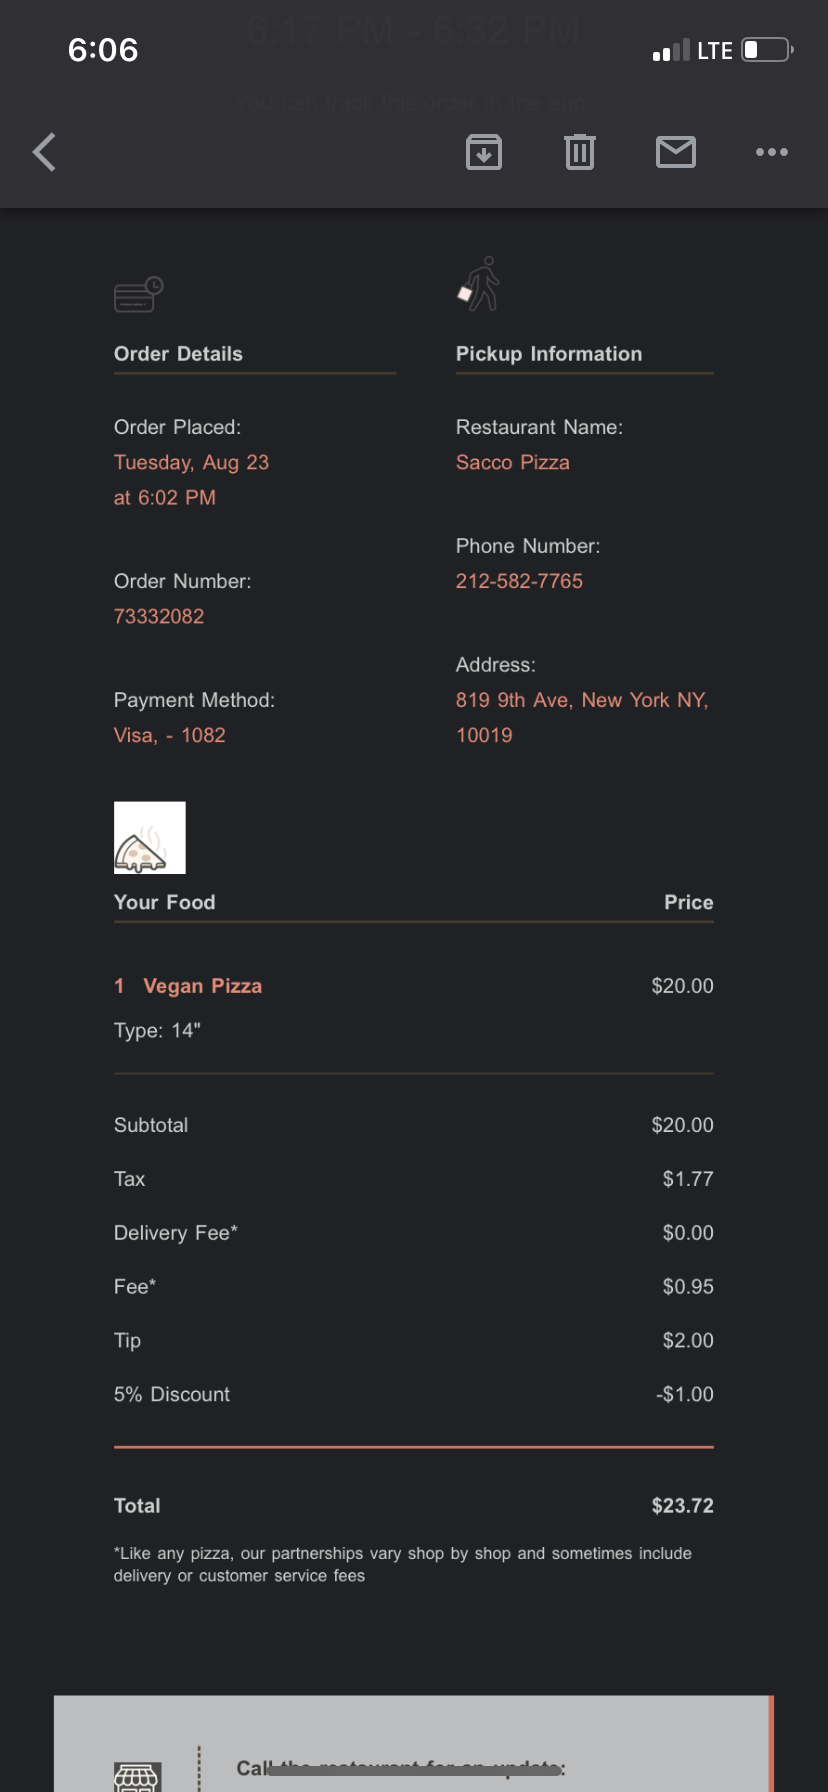 6:17 PM - 6:32 PM
6:06
LTE
You can track this order in the app.
Order Details
Order Placed:
Tuesday, Aug 23
at 6:02 PM
Order Number:
73332082
Payment Method:
Visa, - 1082
Pickup Information
Restaurant Name:
Sacco Pizza
Phone Number:
212-582-7765
Address:
819 9th Ave, New York NY,
10019
Your Food Price
1 Vegan Pizza $20.00
Type: 14"
Subtotal $20.00
Tax $1.77
Delivery Fee* $0.00
Fee* $0.95
Tip $2.00
5% Discount -$1.00
Total $23.72
*Like any pizza, our partnerships vary shop by shop and sometimes include
delivery or customer service fees
Call the restaurant for an update: